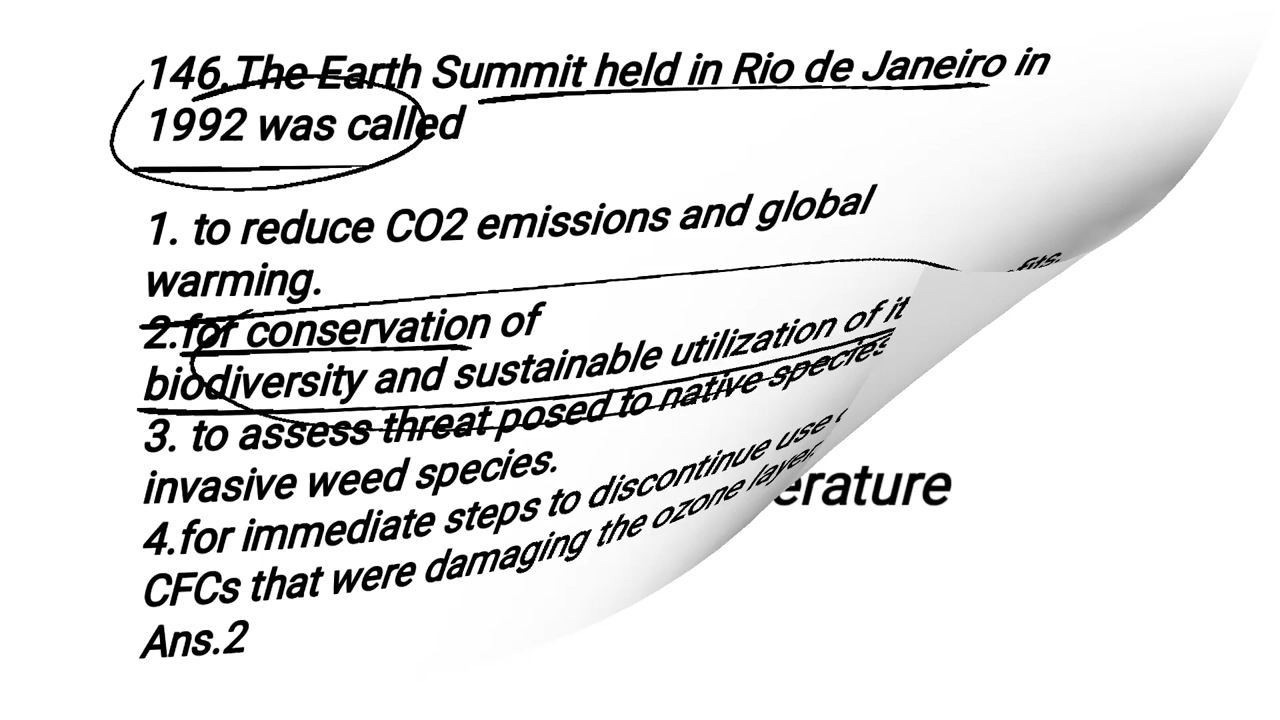 146.The Earth Summit held in Rio de Janeiro in
1992 was called
1. to reduce CO2 emissions and global
warming.
2.for conservation of
biodiversity and sustainable utilization of it
3. to assess threat posed to native species
invasive weed species.
4.for immediate steps to discontinue use
CFCs that were damaging the ozone layer.
Ans.2